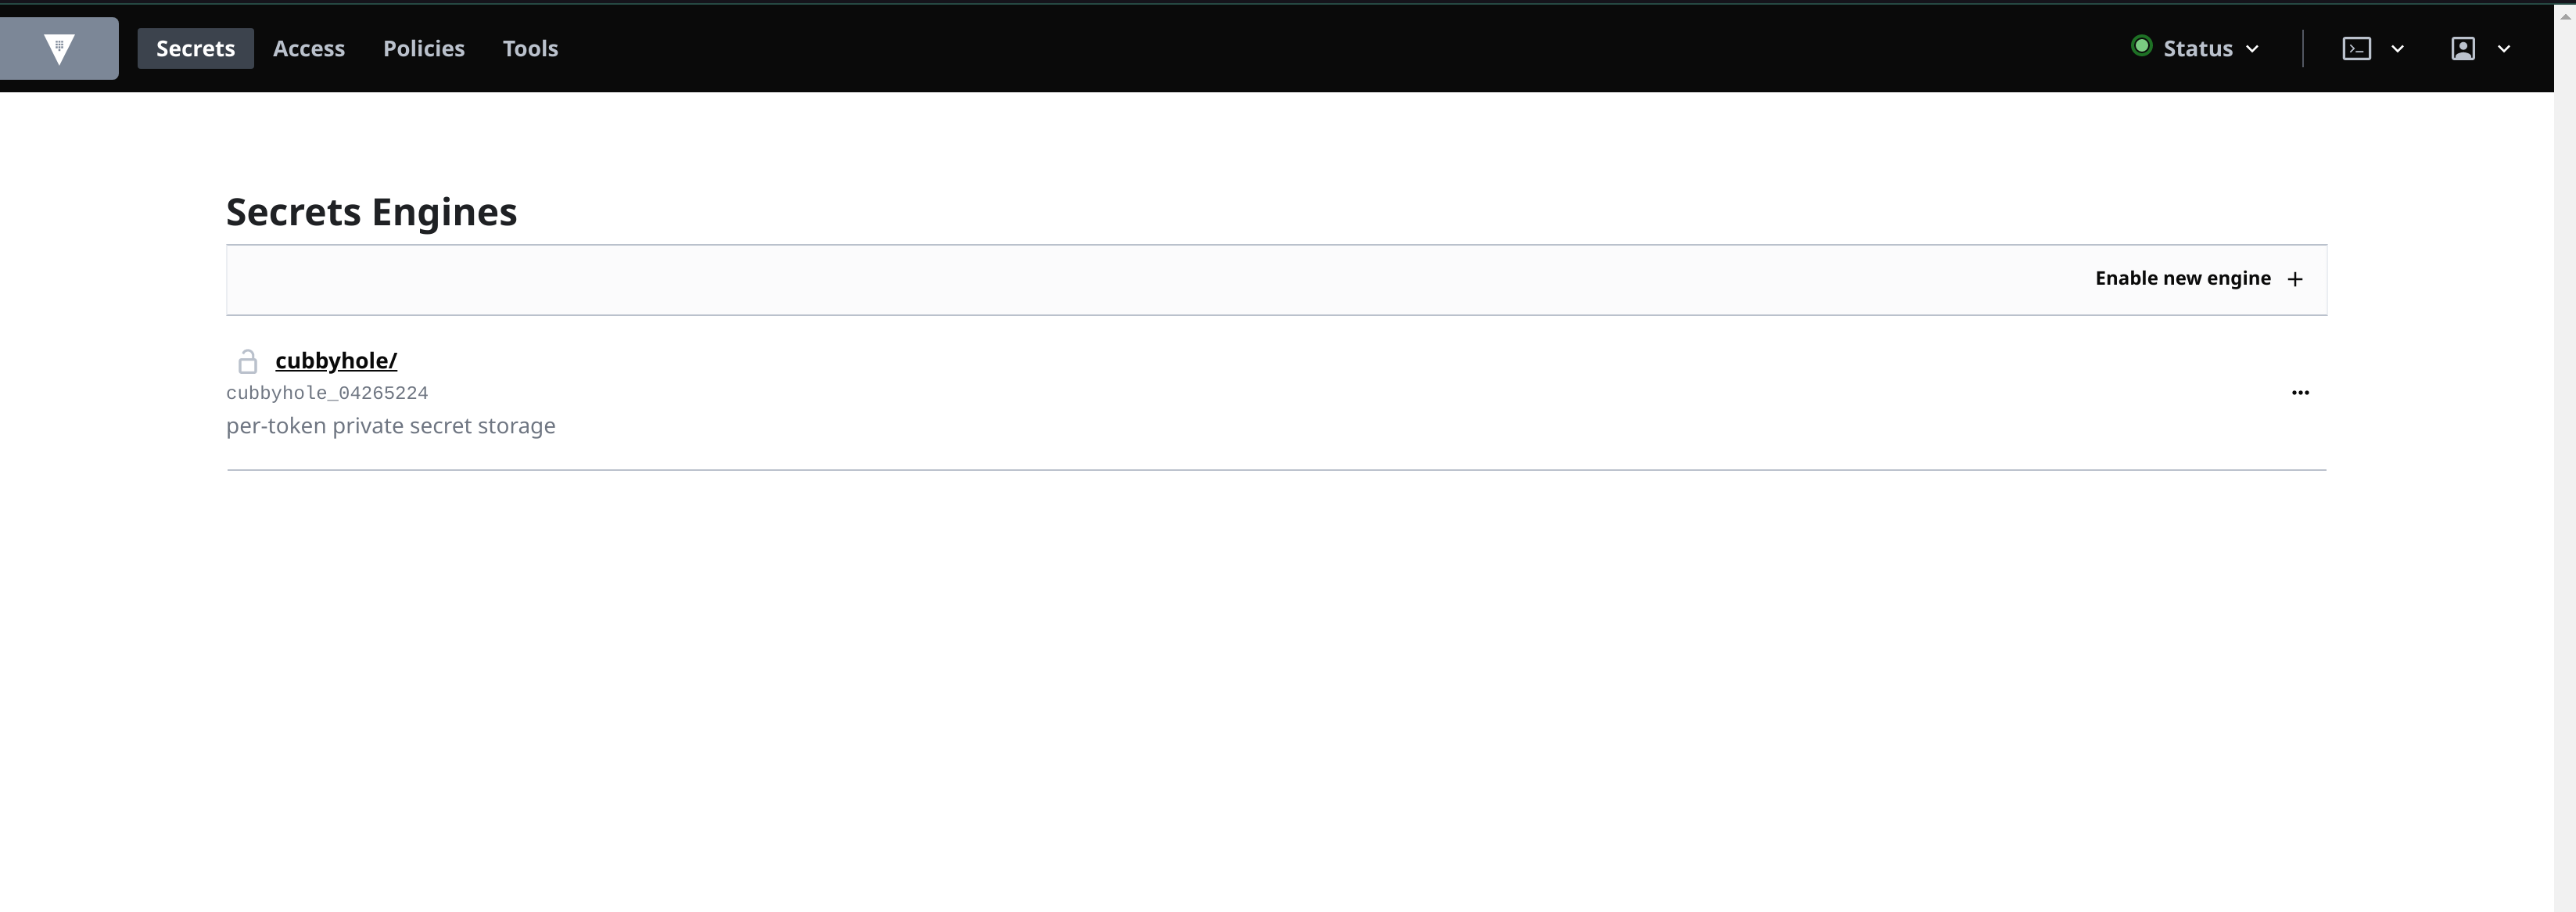 Secrets Access Policies Tools Status
Secrets Engines
Enable new engine
cubbyhole/
cubbyhole_04265224
per-token private secret storage